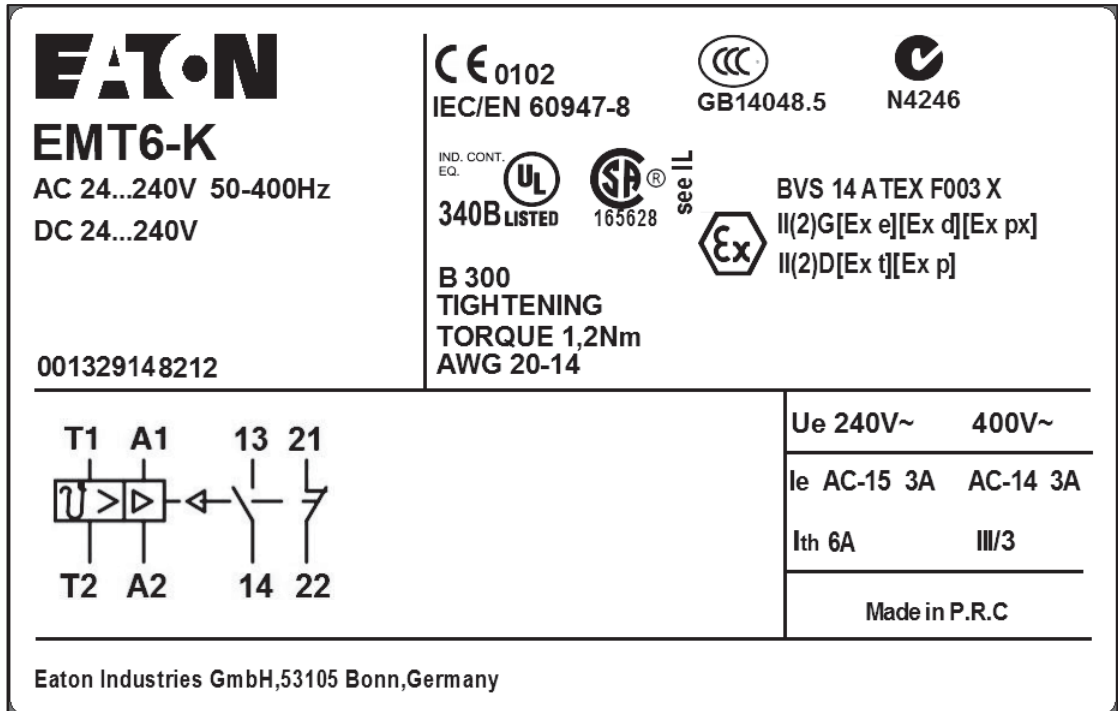 EATON
EMT6-K
AC 24...240V 50-400Hz
DC 24...240V
001329148212
CE 0102
IEC/EN 60947-8
CCC
GB14048.5
N4246
IND. CONT.
EQ.
UL
340B LISTED
SA ®
165628
see IL
Ex
BVS 14 ATEX F003 X
II(2)G[Ex e][Ex d][Ex px]
II(2)D[Ex t][Ex p]
B 300
TIGHTENING
TORQUE 1,2Nm
AWG 20-14
T1 A1 13 21
T2 A2 14 22
Ue 240V~ 400V~
Ie AC-15 3A AC-14 3A
Ith 6A III/3
Made in P.R.C
Eaton Industries GmbH,53105 Bonn,Germany